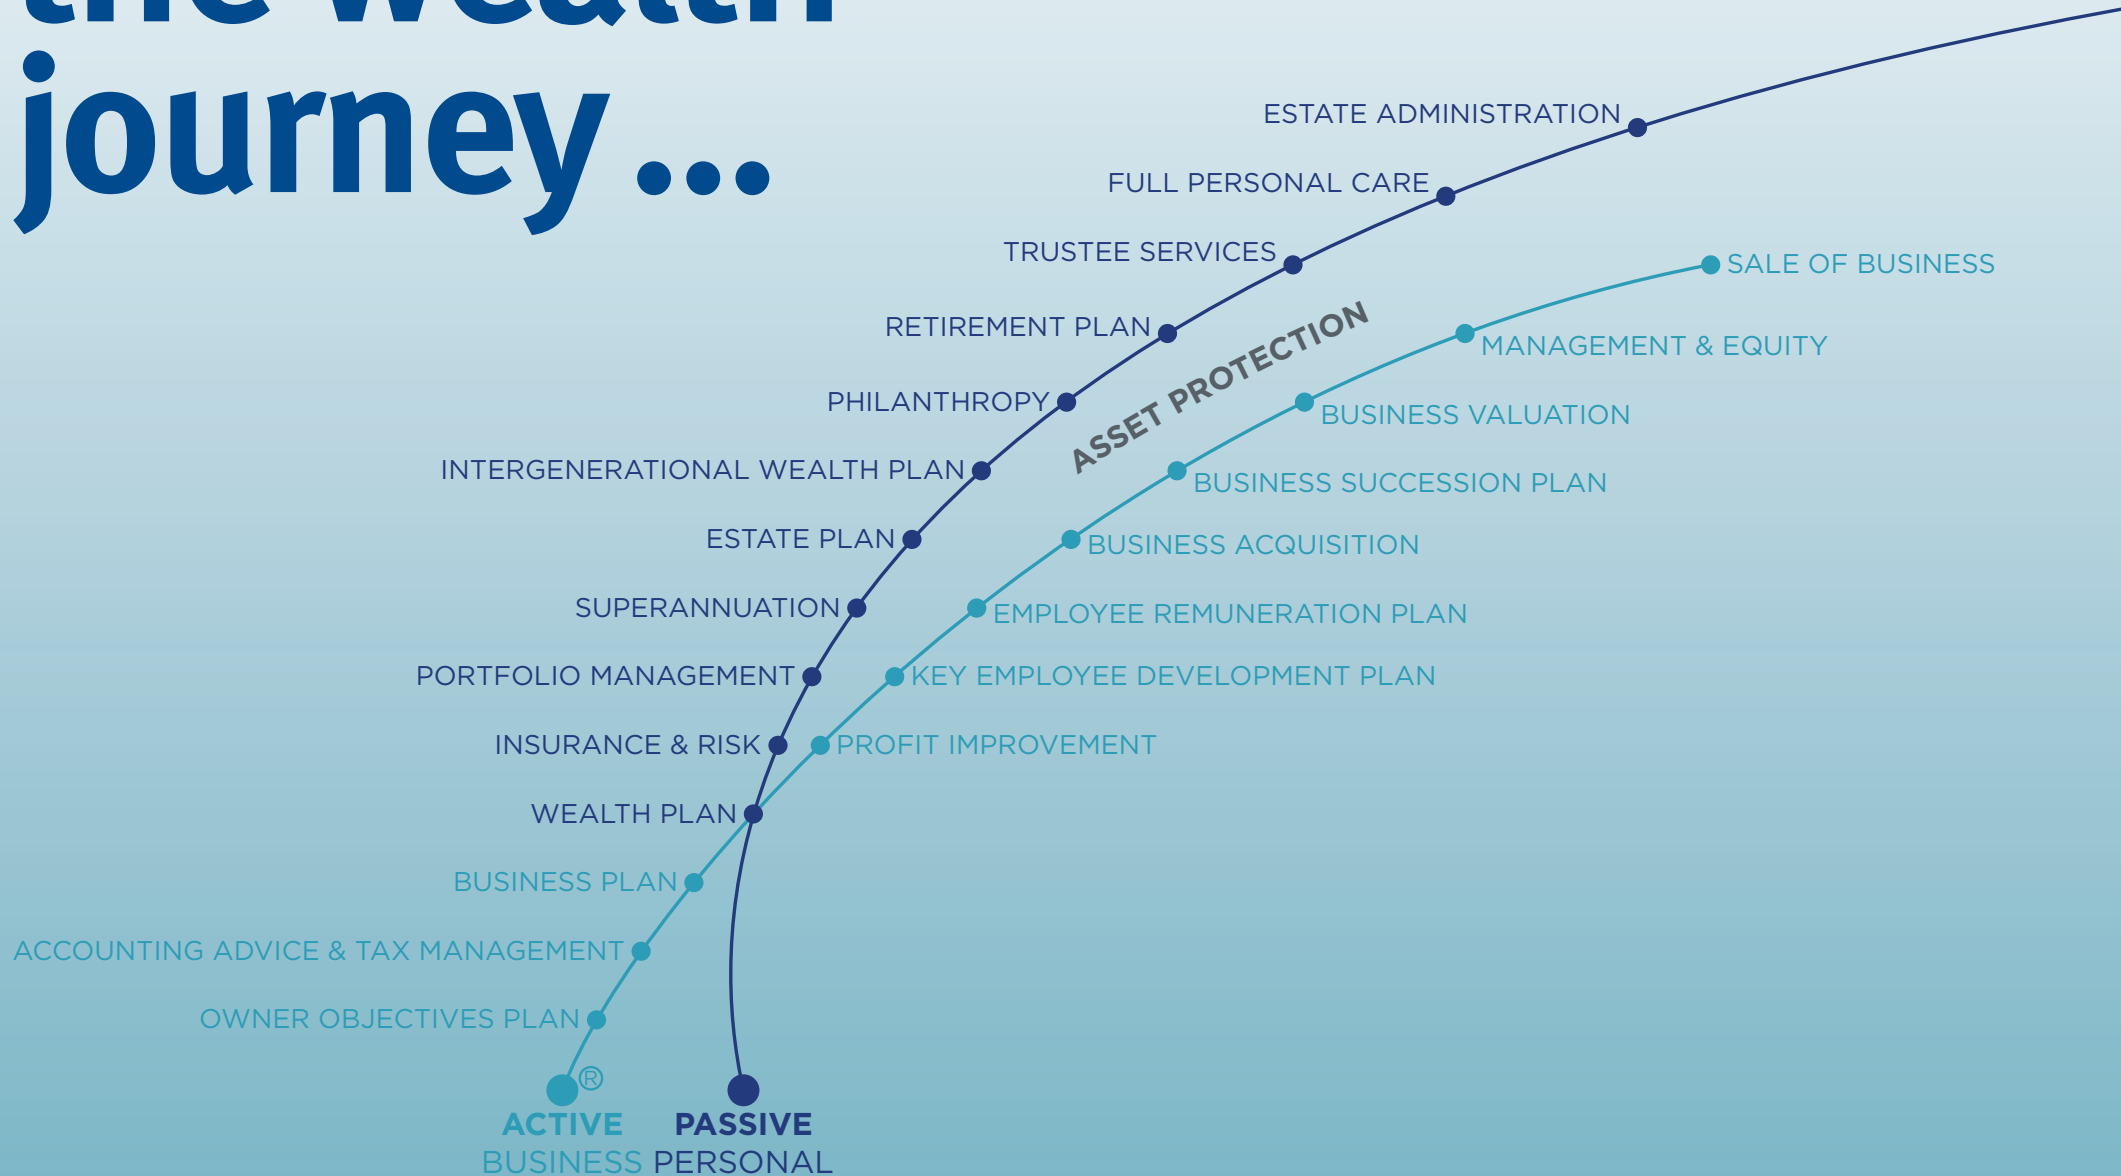 the wealth
journey...
ESTATE ADMINISTRATION
FULL PERSONAL CARE
TRUSTEE SERVICES
SALE OF BUSINESS
RETIREMENT PLAN
MANAGEMENT & EQUITY
ASSET PROTECTION
PHILANTHROPY
BUSINESS VALUATION
INTERGENERATIONAL WEALTH PLAN
BUSINESS SUCCESSION PLAN
ESTATE PLAN
BUSINESS ACQUISITION
SUPERANNUATION
EMPLOYEE REMUNERATION PLAN
PORTFOLIO MANAGEMENT
KEY EMPLOYEE DEVELOPMENT PLAN
INSURANCE & RISK
PROFIT IMPROVEMENT
WEALTH PLAN
BUSINESS PLAN
ACCOUNTING ADVICE & TAX MANAGEMENT
OWNER OBJECTIVES PLAN
®
ACTIVE
BUSINESS
PASSIVE
PERSONAL